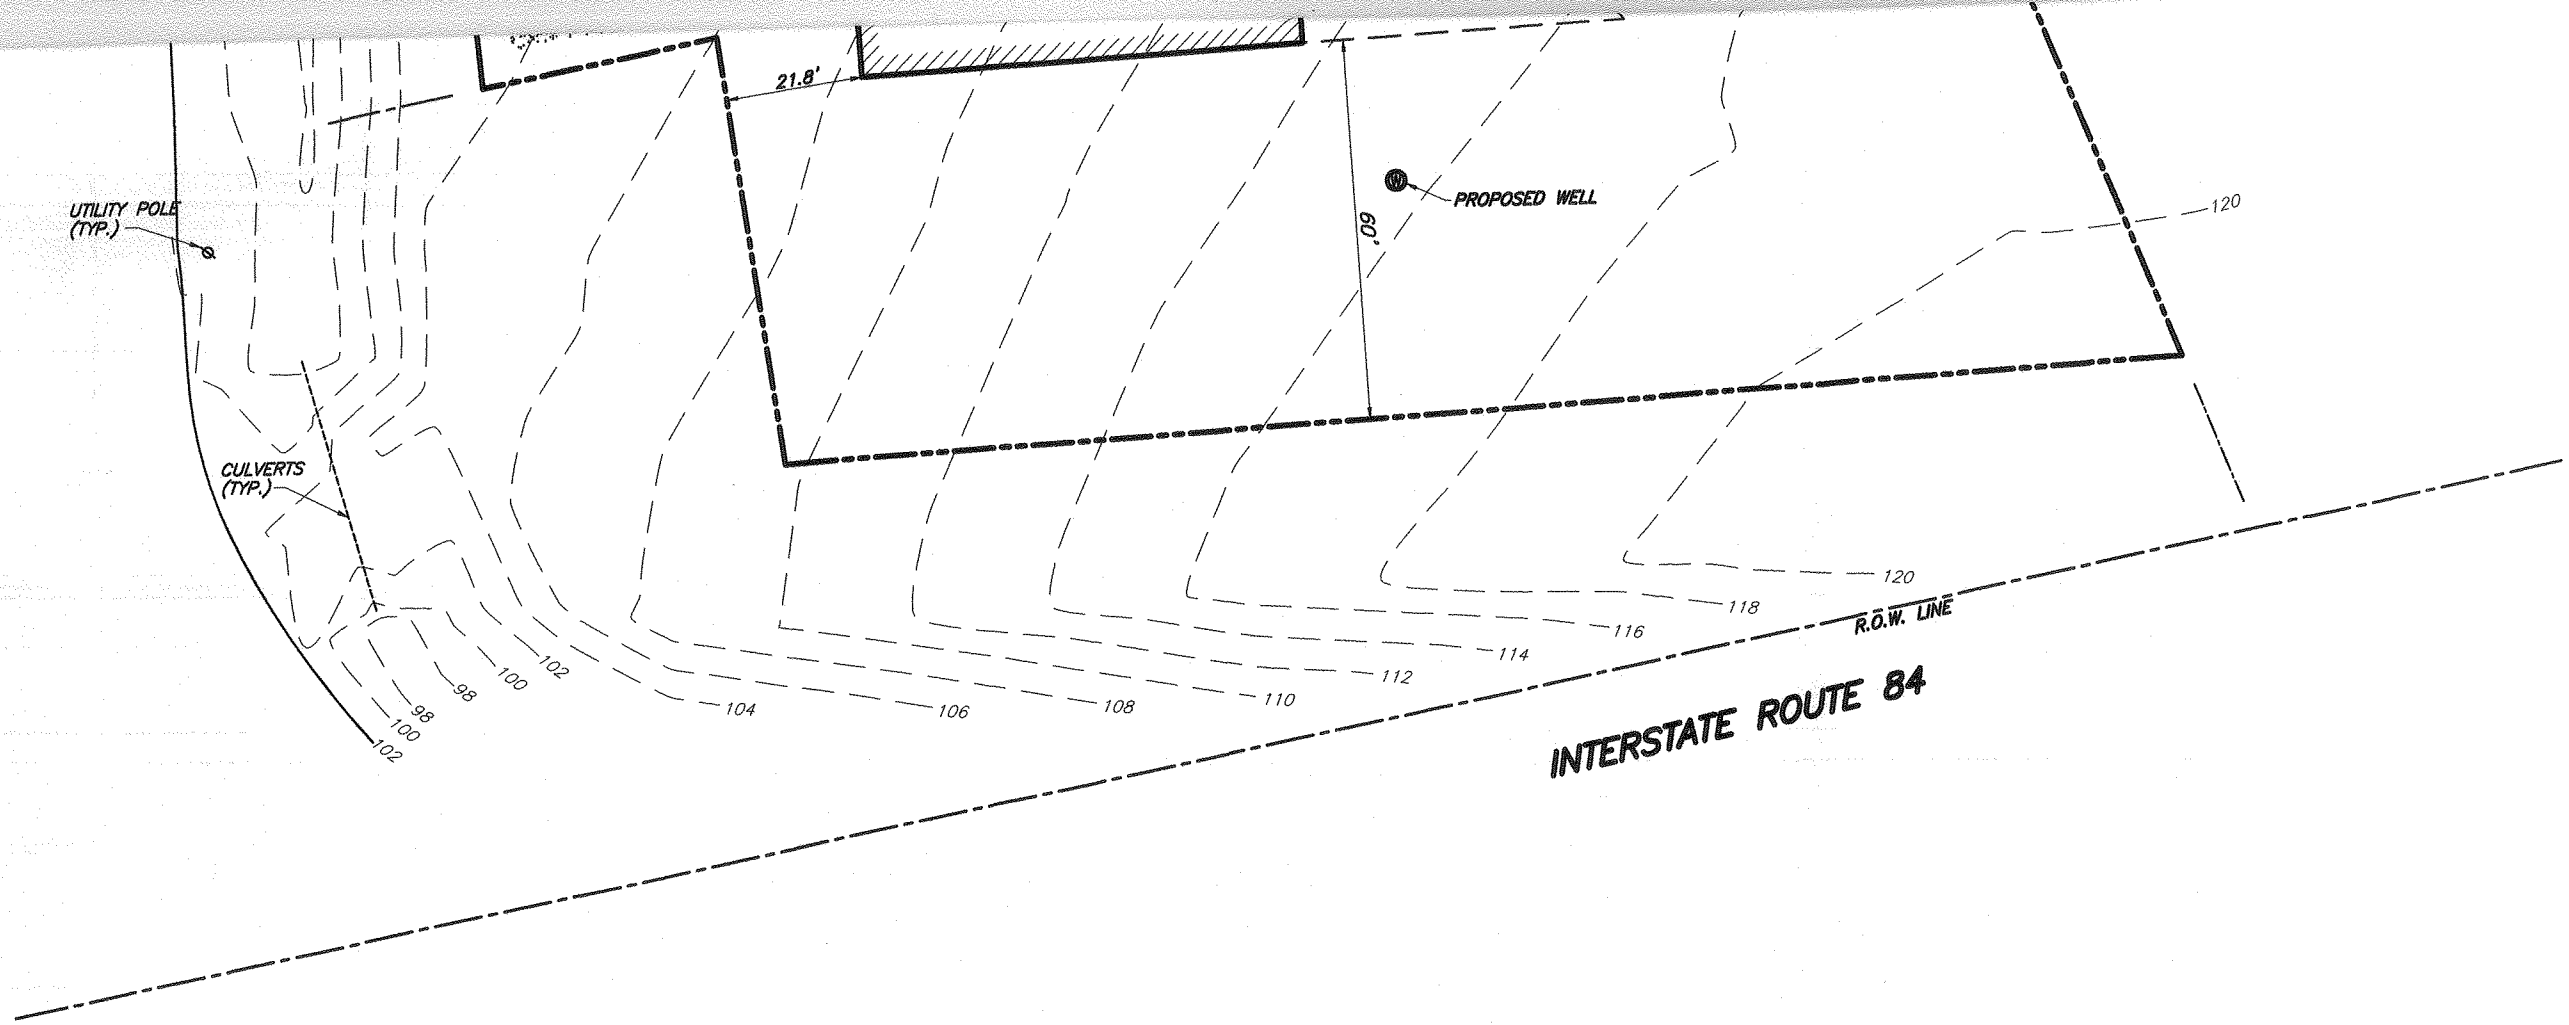 21.8'
UTILITY POLE
(TYP.)
PROPOSED WELL
60'
120
CULVERTS
(TYP.)
120
118
116
114
112
110
108
106
104
102
100
98
98
100
102
R.O.W. LINE
INTERSTATE ROUTE 84